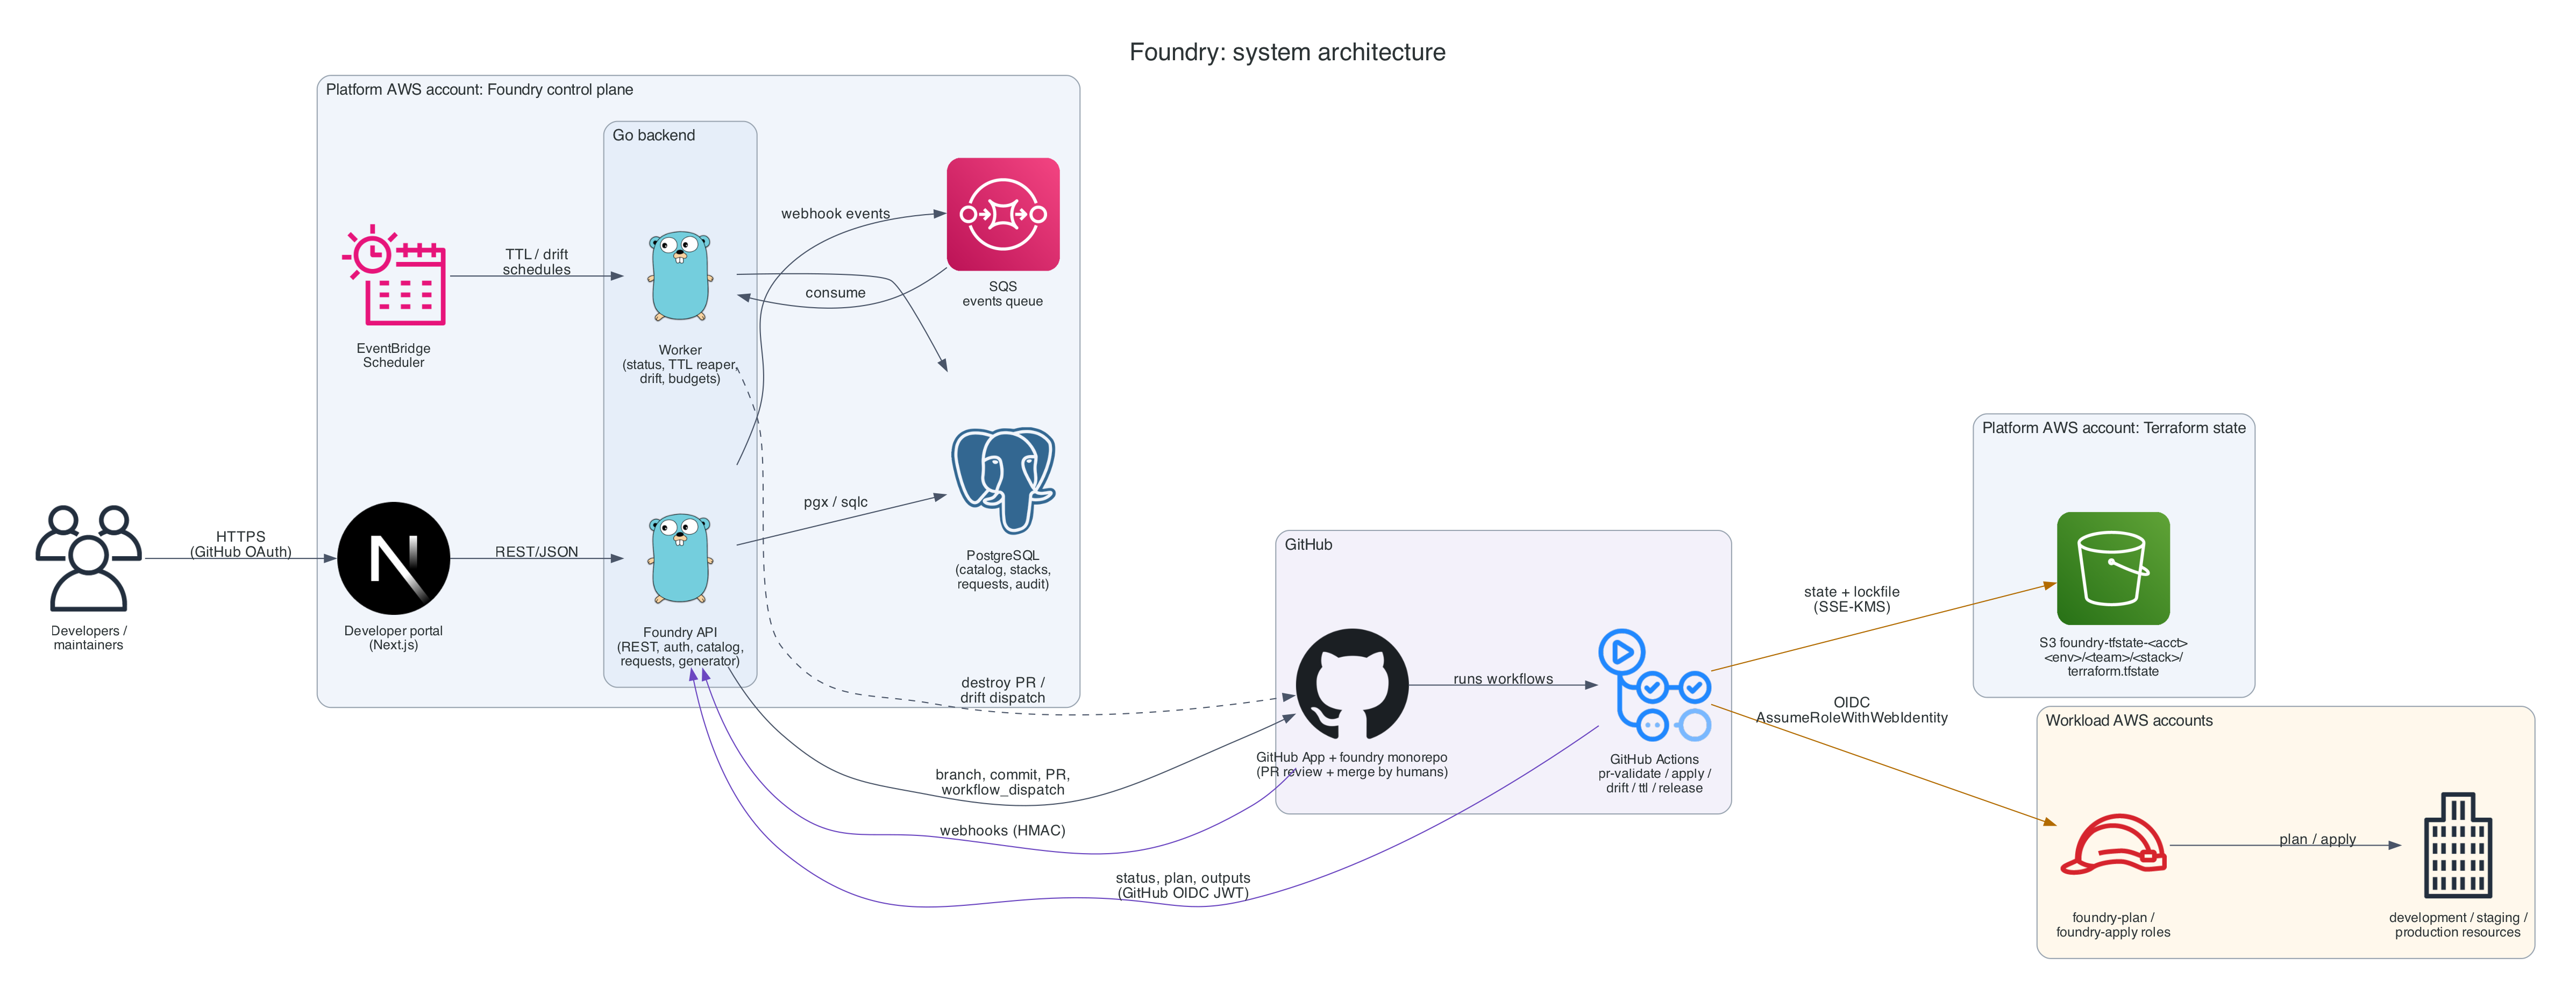 Foundry: system architecture
Platform AWS account: Foundry control plane
Go backend
webhook events
TTL / drift
schedules
consume
SQS
events queue
EventBridge
Scheduler
Worker
(status, TTL reaper,
drift, budgets)
HTTPS
(GitHub OAuth)
REST/JSON
pgx / sqlc
PostgreSQL
(catalog, stacks,
requests, audit)
Developers /
maintainers
Developer portal
(Next.js)
Foundry API
(REST, auth, catalog,
requests, generator)
destroy PR /
drift dispatch
branch, commit, PR,
workflow_dispatch
webhooks (HMAC)
status, plan, outputs
(GitHub OIDC JWT)
GitHub
runs workflows
GitHub App + foundry monorepo
(PR review + merge by humans)
GitHub Actions
pr-validate / apply /
drift / ttl / release
state + lockfile
(SSE-KMS)
OIDC
AssumeRoleWithWebIdentity
Platform AWS account: Terraform state
S3 foundry-tfstate-<acct>
<env>/<team>/<stack>/
terraform.tfstate
Workload AWS accounts
plan / apply
foundry-plan /
foundry-apply roles
development / staging /
production resources